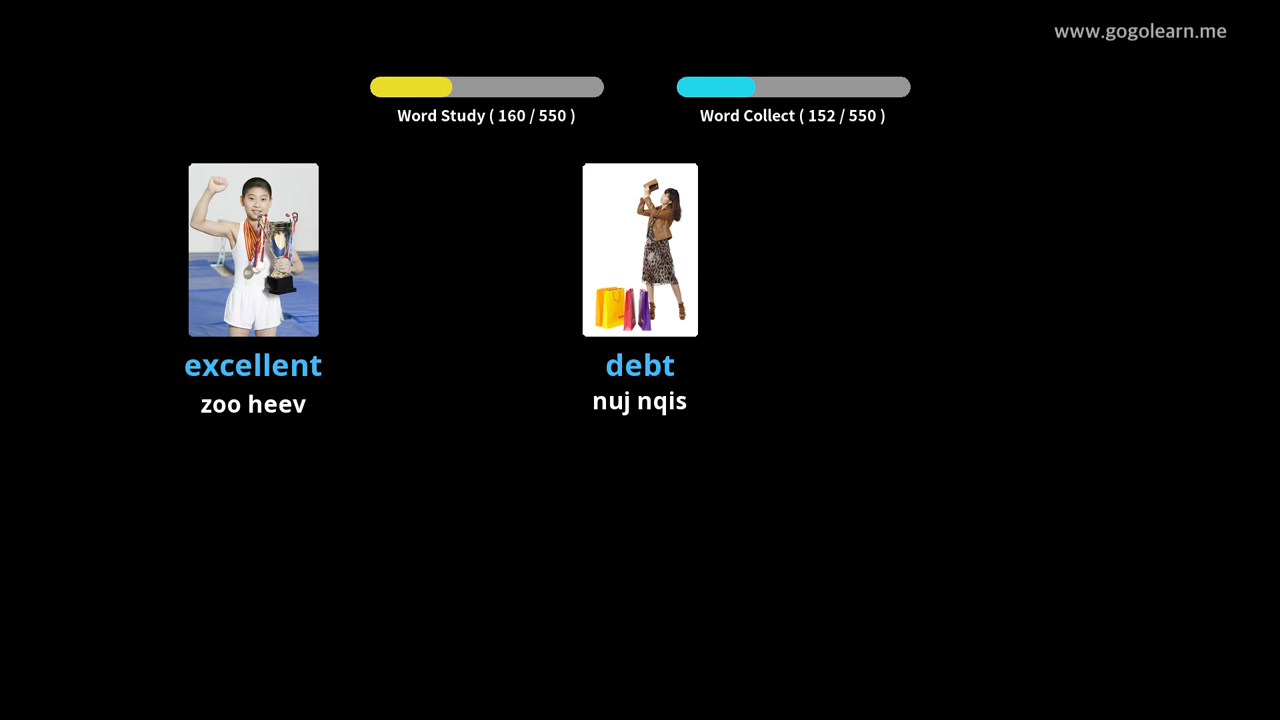 www.gogolearn.me
Word Study ( 160 / 550 )
Word Collect ( 152 / 550 )
excellent
zoo heev
debt
nuj nqis